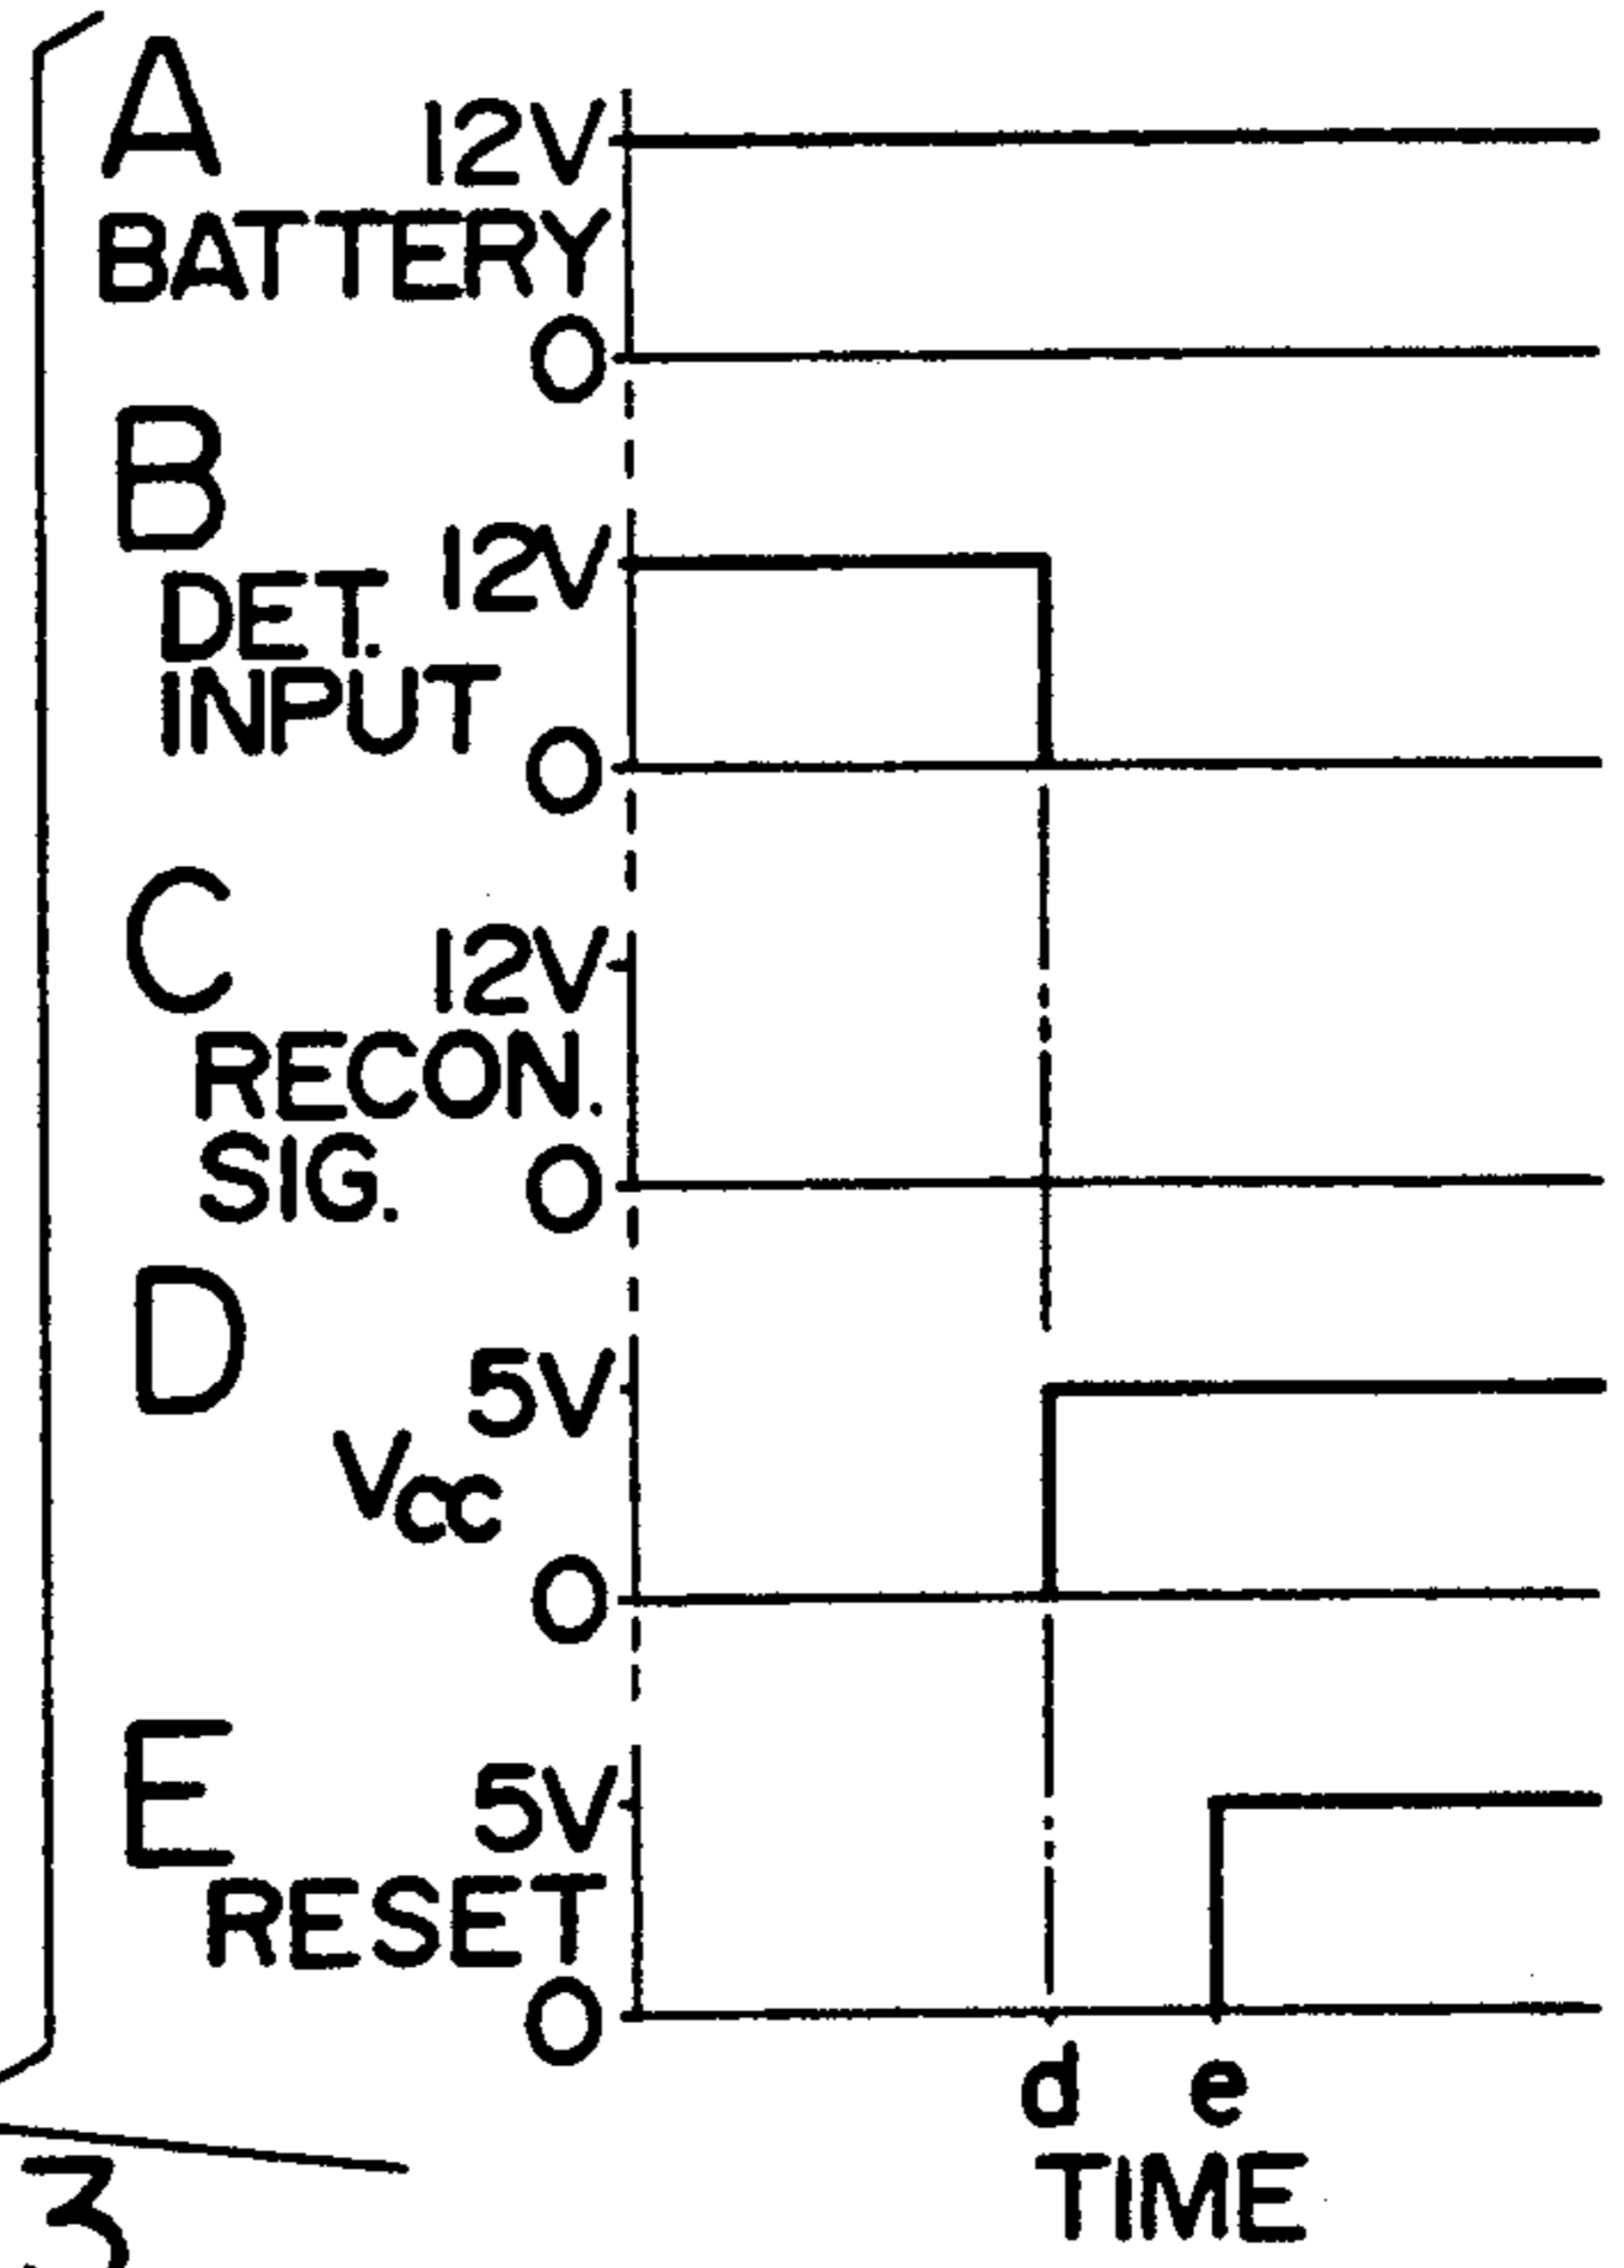 A
12V
BATTERY
0
B
12V
DET.
INPUT
0
C
12V
RECON.
SIG.
0
D
5V
Vcc
0
E
5V
RESET
0
d e
TIME
3